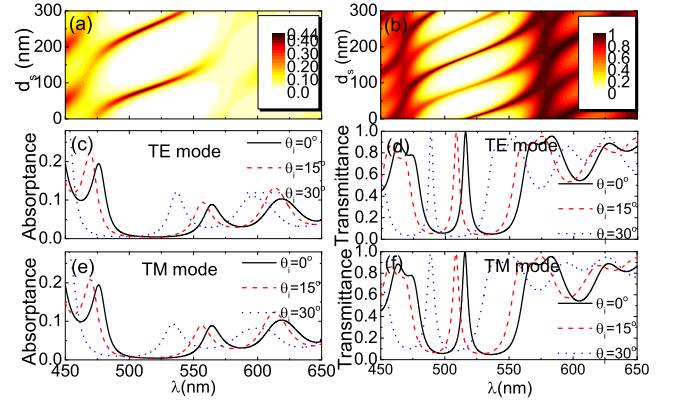 (a)
300
200
100
0
d_s (nm)
0.44
0.40
0.30
0.20
0.10
0.0
(b)
300
200
100
0
d_s (nm)
1
0.8
0.6
0.4
0.2
0
(c)
TE mode
Absorptance
0.2
0.1
0.0
θ_i=0°
θ_i=15°
θ_i=30°
(d)
TE mode
Transmittance
1.0
0.8
0.6
0.4
0.2
0.0
θ_i=0°
θ_i=15°
θ_i=30°
(e)
TM mode
Absorptance
0.2
0.1
0.0
θ_i=0°
θ_i=15°
θ_i=30°
450 500 550 600 650
λ(nm)
(f)
TM mode
Transmittance
1.0
0.8
0.6
0.4
0.2
0.0
θ_i=0°
θ_i=15°
θ_i=30°
450 500 550 600 650
λ(nm)